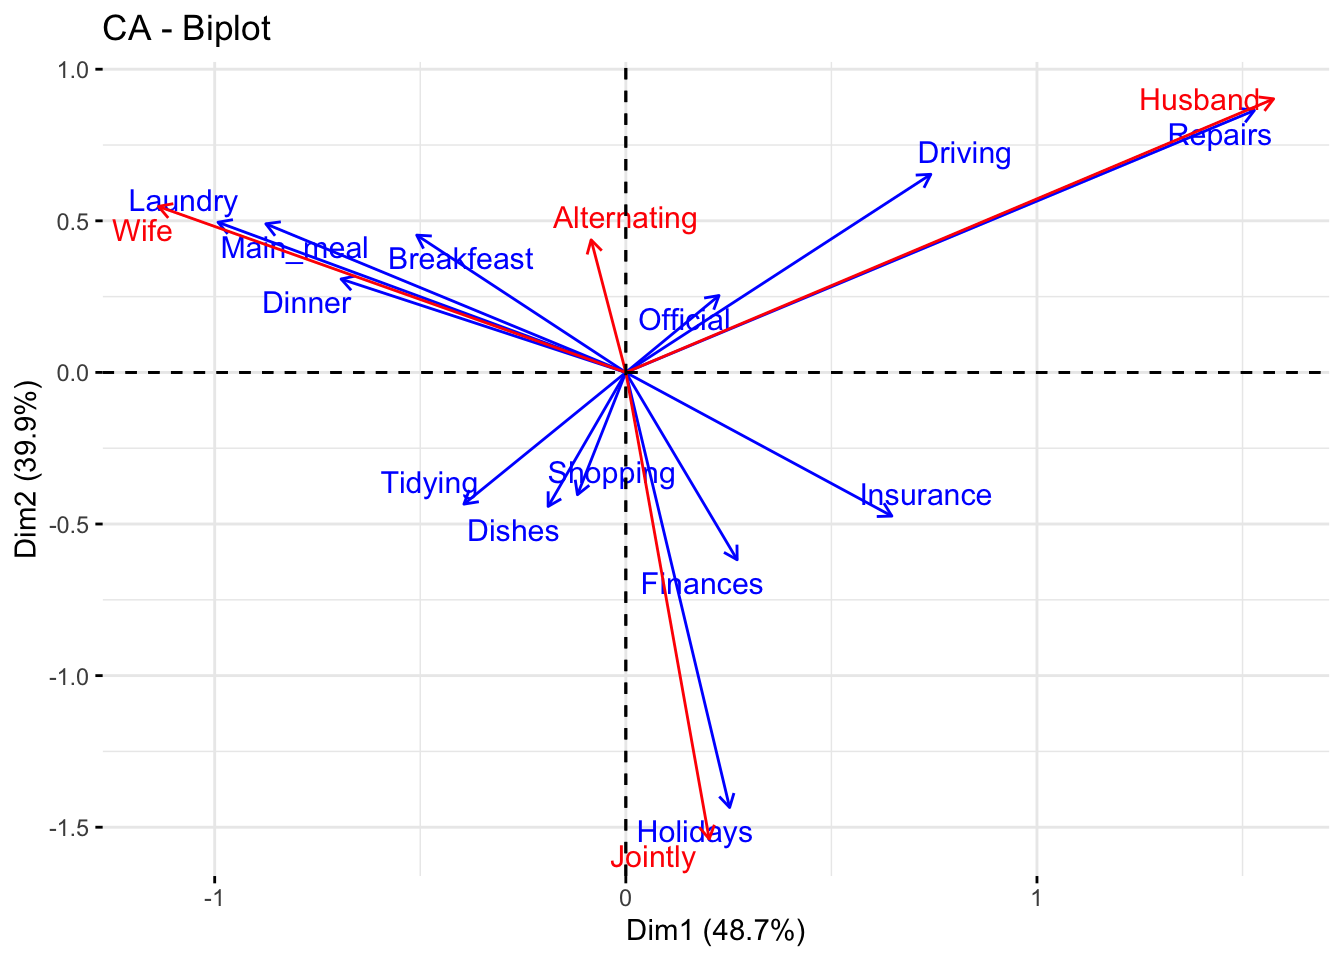 CA - Biplot
1.0
Husband
Repairs
Driving
Laundry
Wife
0.5
Alternating
Main_meal
Breakfeast
Dinner
Official
0.0
Tidying
Shopping
Insurance
-0.5
Dishes
Finances
-1.0
-1.5
Holidays
Jointly
-1
0
1
Dim1 (48.7%)
Dim2 (39.9%)